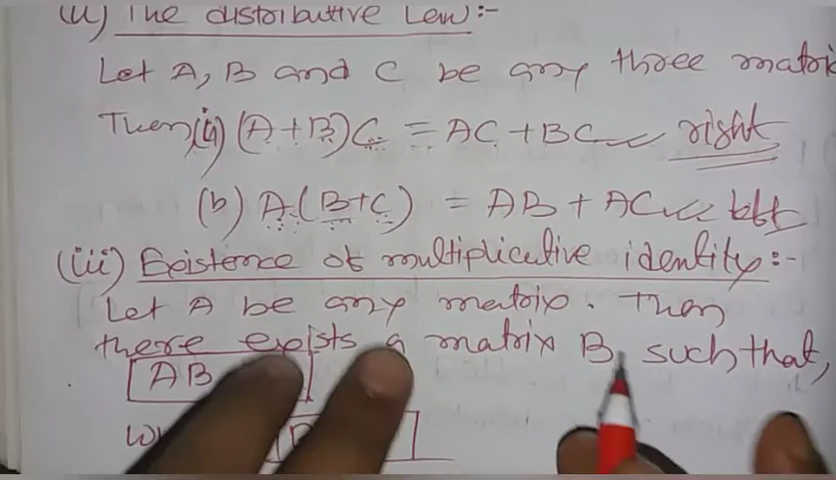 (ii) The distributive Law:-
Let A, B and C be any three matri
Then (i) (A+B)C = AC + BC right
(b) A(B+C) = AB + AC left
(iii) Existence of multiplicative identity:-
Let A be any matrix. Then
there exists a matrix B such that,
AB